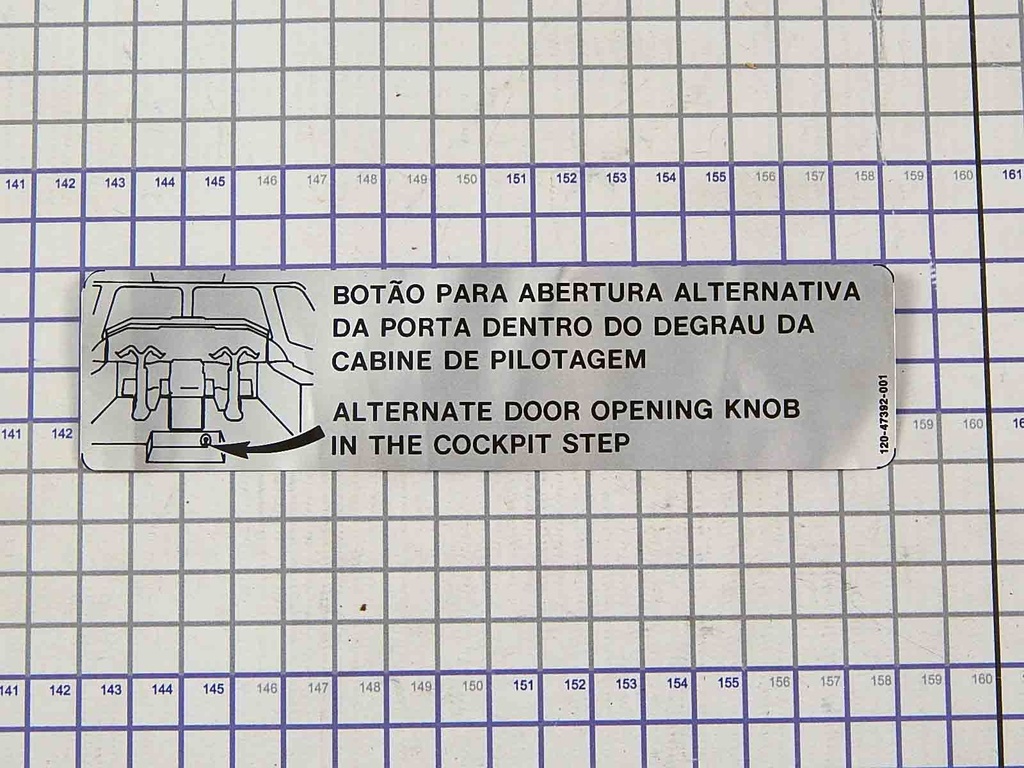 141 142 143 144 145 146 147 148 149 150 151 152 153 154 155 156 157 158 159 160 161
BOTÃO PARA ABERTURA ALTERNATIVA
DA PORTA DENTRO DO DEGRAU DA
CABINE DE PILOTAGEM
ALTERNATE DOOR OPENING KNOB
IN THE COCKPIT STEP
120-47392-001
141 142 159 160
141 142 143 144 145 146 147 148 149 150 151 152 153 154 155 156 157 158 159 160